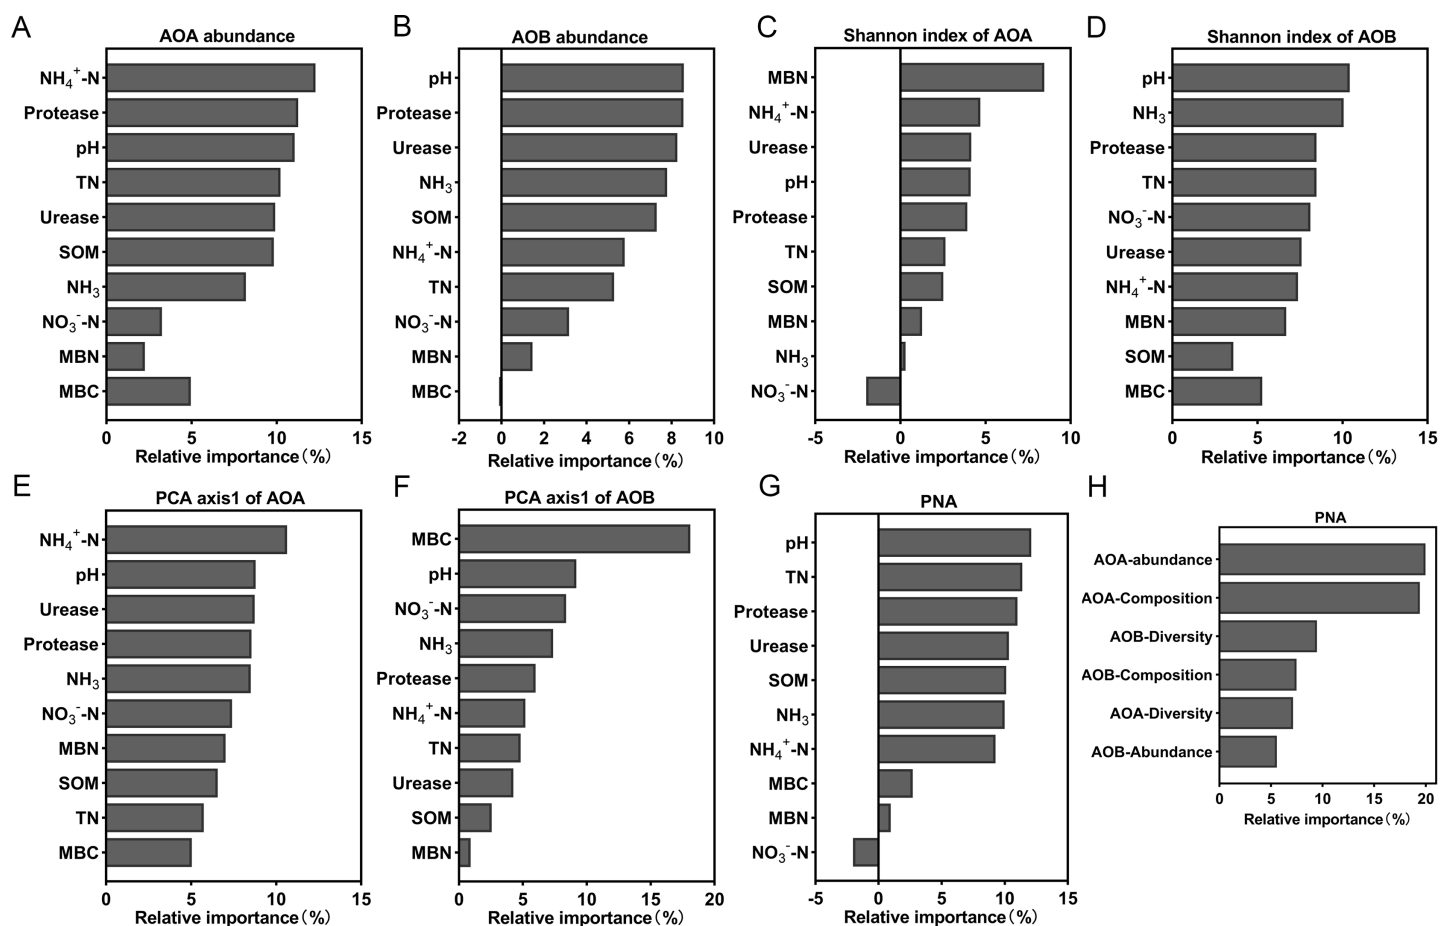 A
AOA abundance
NH₄⁺-N
Protease
pH
TN
Urease
SOM
NH₃
NO₃⁻-N
MBN
MBC
0 5 10 15
Relative importance(%)
B
AOB abundance
pH
Protease
Urease
NH₃
SOM
NH₄⁺-N
TN
NO₃⁻-N
MBN
MBC
-2 0 2 4 6 8 10
Relative importance(%)
C
Shannon index of AOA
MBN
NH₄⁺-N
Urease
pH
Protease
TN
SOM
MBN
NH₃
NO₃⁻-N
-5 0 5 10
Relative importance(%)
D
Shannon index of AOB
pH
NH₃
Protease
TN
NO₃⁻-N
Urease
NH₄⁺-N
MBN
SOM
MBC
0 5 10 15
Relative importance(%)
E
PCA axis1 of AOA
NH₄⁺-N
pH
Urease
Protease
NH₃
NO₃⁻-N
MBN
SOM
TN
MBC
0 5 10 15
Relative importance(%)
F
PCA axis1 of AOB
MBC
pH
NO₃⁻-N
NH₃
Protease
NH₄⁺-N
TN
Urease
SOM
MBN
0 5 10 15 20
Relative importance(%)
G
PNA
pH
TN
Protease
Urease
SOM
NH₃
NH₄⁺-N
MBC
MBN
NO₃⁻-N
-5 0 5 10 15
Relative importance(%)
H
PNA
AOA-abundance
AOA-Composition
AOB-Diversity
AOB-Composition
AOA-Diversity
AOB-Abundance
0 5 10 15 20
Relative importance(%)